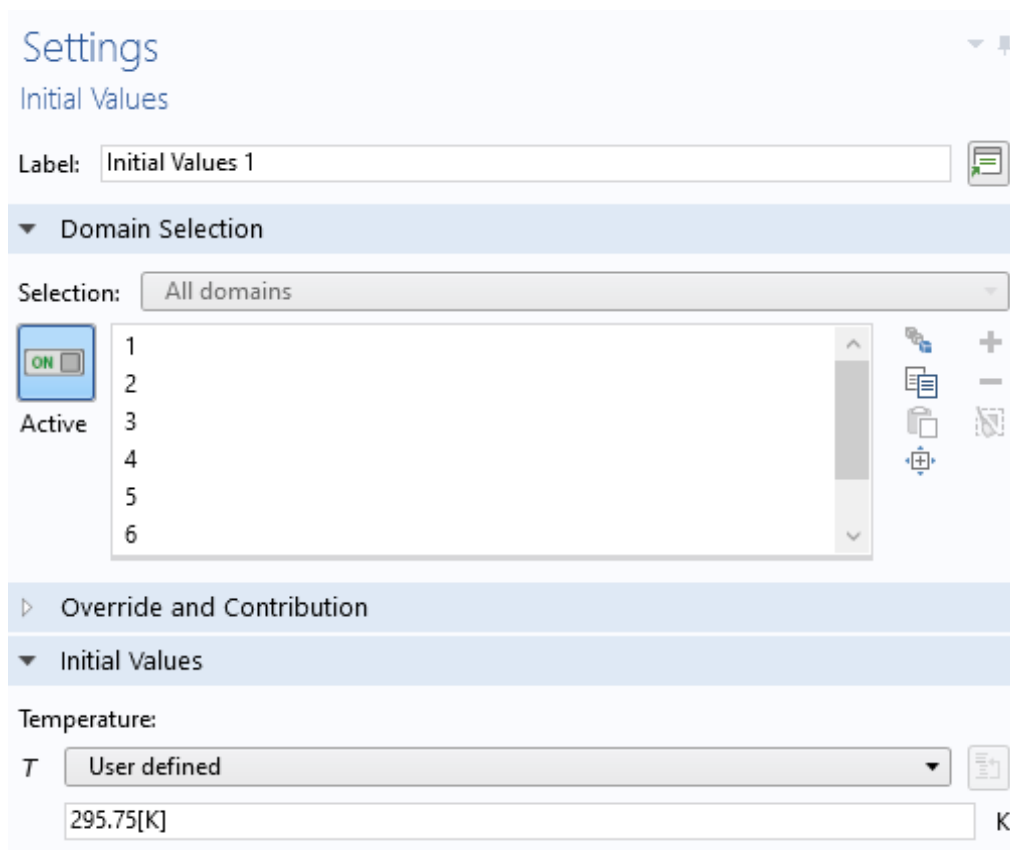 Settings
Initial Values
Label: Initial Values 1
Domain Selection
Selection: All domains
ON
Active
1
2
3
4
5
6
Override and Contribution
Initial Values
Temperature:
T User defined
295.75[K] K